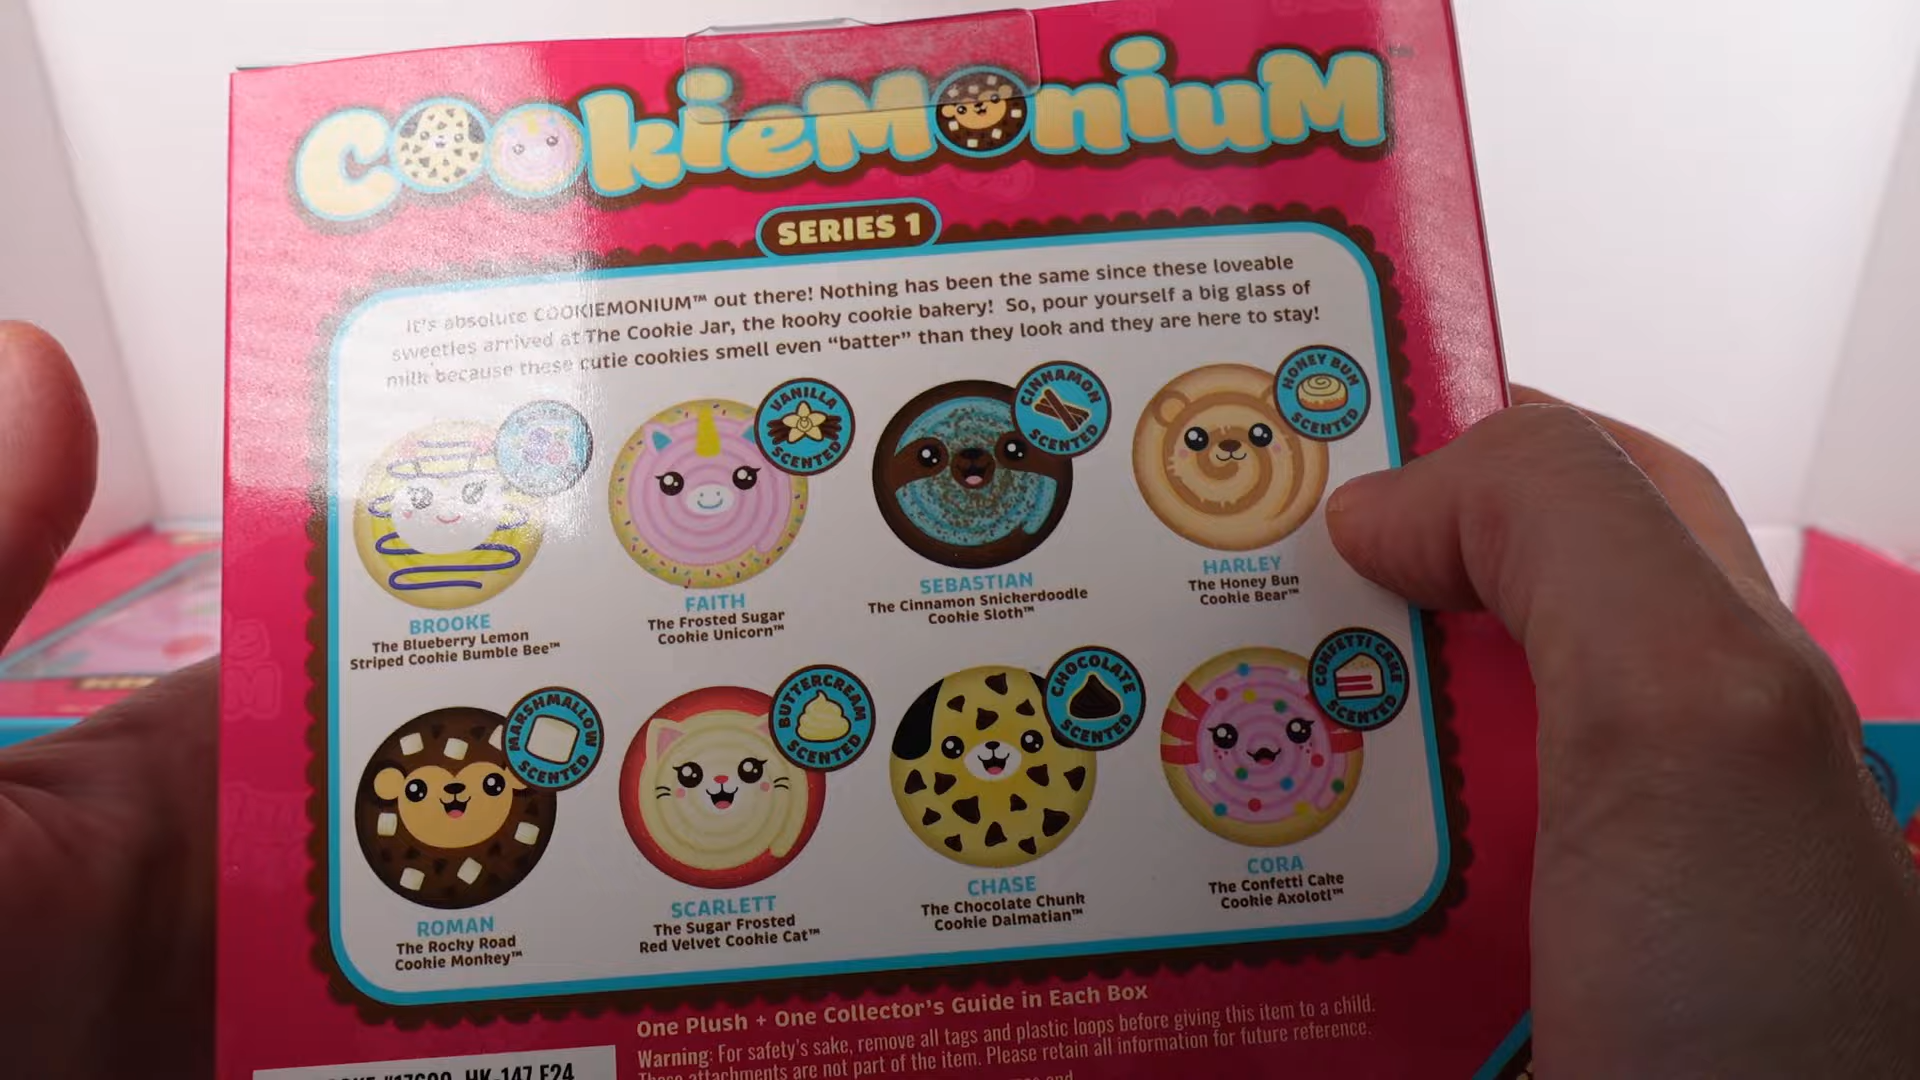 CookieMoniuM
SERIES 1
It's absolute COOKIEMONIUM™ out there! Nothing has been the same since these loveable
sweeties arrived at The Cookie Jar, the kooky cookie bakery! So, pour yourself a big glass of
milk because these cutie cookies smell even “batter” than they look and they are here to stay!
VANILLA
SCENTED
CINNAMON
SCENTED
HONEY BUN
SCENTED
BROOKE
The Blueberry Lemon
Striped Cookie Bumble Bee™
FAITH
The Frosted Sugar
Cookie Unicorn™
SEBASTIAN
The Cinnamon Snickerdoodle
Cookie Sloth™
HARLEY
The Honey Bun
Cookie Bear™
MARSHMALLOW
SCENTED
BUTTERCREAM
SCENTED
CHOCOLATE
SCENTED
CONFETTI CAKE
SCENTED
ROMAN
The Rocky Road
Cookie Monkey™
SCARLETT
The Sugar Frosted
Red Velvet Cookie Cat™
CHASE
The Chocolate Chunk
Cookie Dalmatian™
CORA
The Confetti Cake
Cookie Axolotl™
One Plush + One Collector's Guide in Each Box
Warning: For safety's sake, remove all tags and plastic loops before giving this item to a child.
These attachments are not part of the item. Please retain all information for future reference.
HK-147 F24